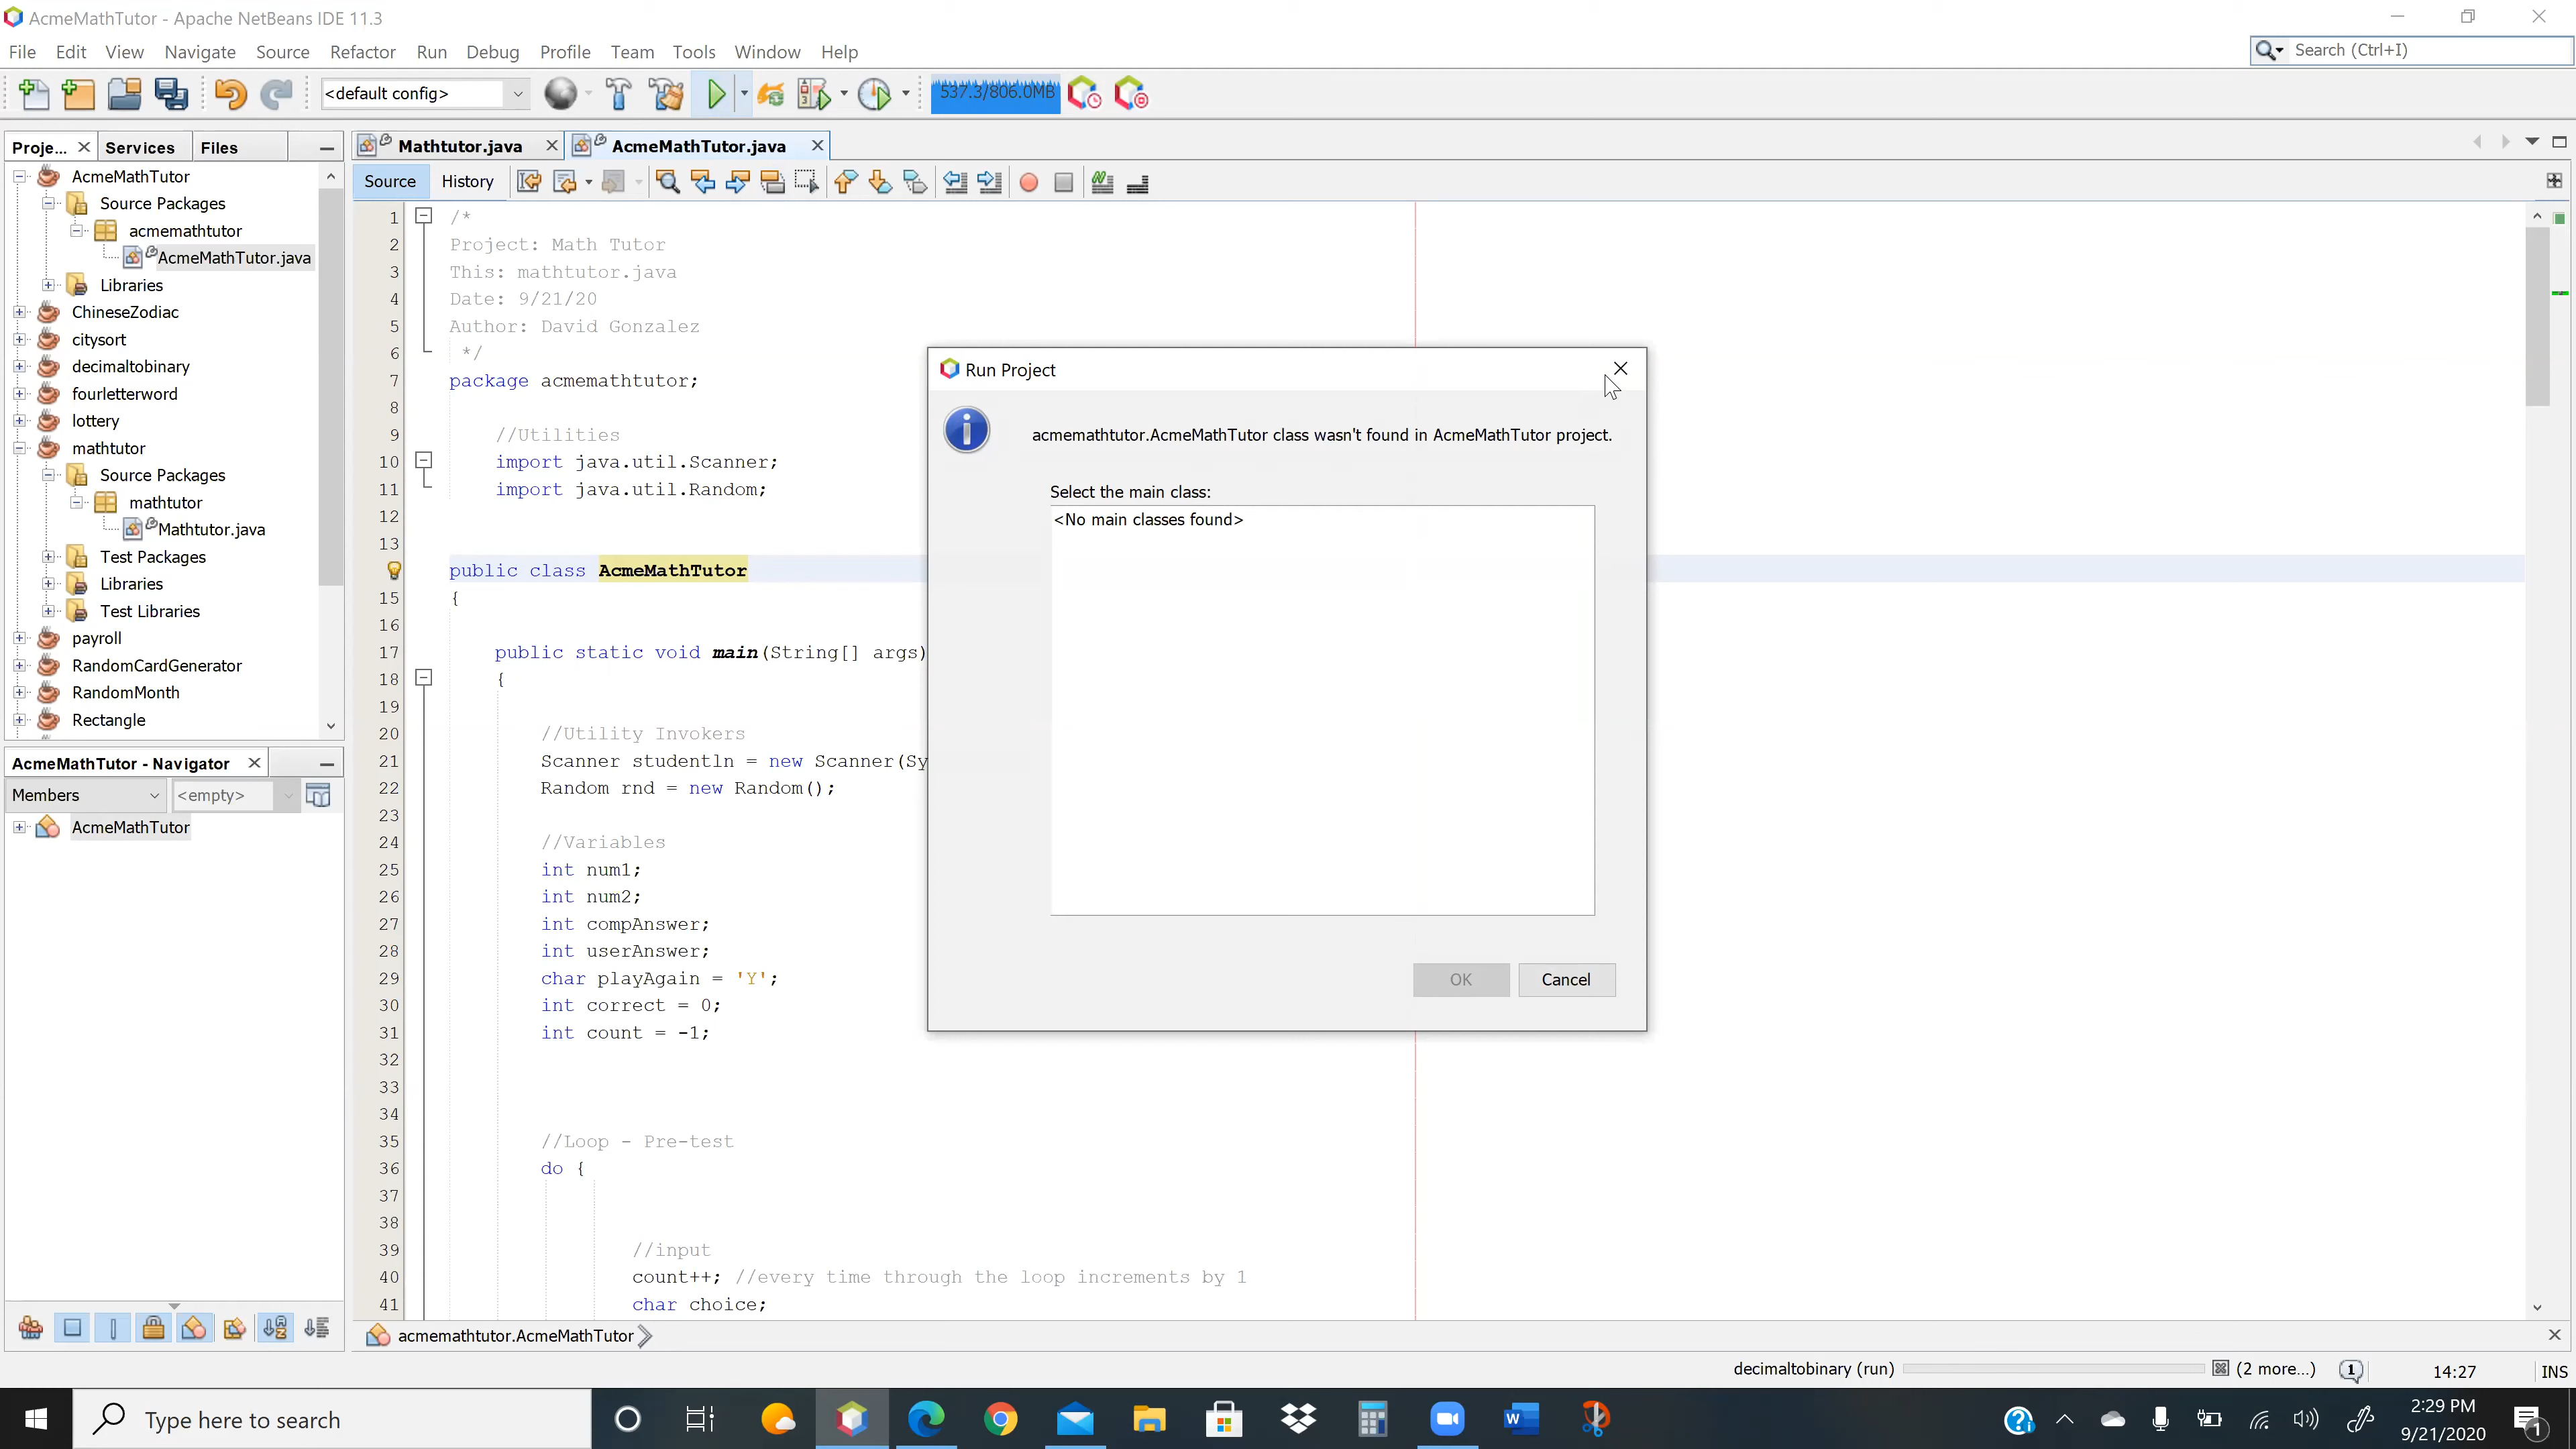 AcmeMathTutor - Apache NetBeans IDE 11.3
File Edit View Navigate Source Refactor Run Debug Profile Team Tools Window Help
Search (Ctrl+I)
<default config>
537.3/806.0MB
Proje... Services Files
Mathtutor.java AcmeMathTutor.java
Source History
AcmeMathTutor
Source Packages
acmemathtutor
AcmeMathTutor.java
Libraries
ChineseZodiac
citysort
decimaltobinary
fourletterword
lottery
mathtutor
Source Packages
mathtutor
Mathtutor.java
Test Packages
Libraries
Test Libraries
payroll
RandomCardGenerator
RandomMonth
Rectangle
AcmeMathTutor - Navigator
Members <empty>
AcmeMathTutor
1 /*
2 Project: Math Tutor
3 This: mathtutor.java
4 Date: 9/21/20
5 Author: David Gonzalez
6 */
7 package acmemathtutor;
8
9 //Utilities
10 import java.util.Scanner;
11 import java.util.Random;
12
13
public class AcmeMathTutor
15 {
16
17 public static void main(String[] args)
18 {
19
20 //Utility Invokers
21 Scanner studentln = new Scanner(Sy
22 Random rnd = new Random();
23
24 //Variables
25 int num1;
26 int num2;
27 int compAnswer;
28 int userAnswer;
29 char playAgain = 'Y';
30 int correct = 0;
31 int count = -1;
32
33
34
35 //Loop - Pre-test
36 do {
37
38
39 //input
40 count++; //every time through the loop increments by 1
41 char choice;
Run Project
acmemathtutor.AcmeMathTutor class wasn't found in AcmeMathTutor project.
Select the main class:
<No main classes found>
OK Cancel
acmemathtutor.AcmeMathTutor
decimaltobinary (run) (2 more...) 1 14:27 INS
Type here to search
2:29 PM
9/21/2020
1